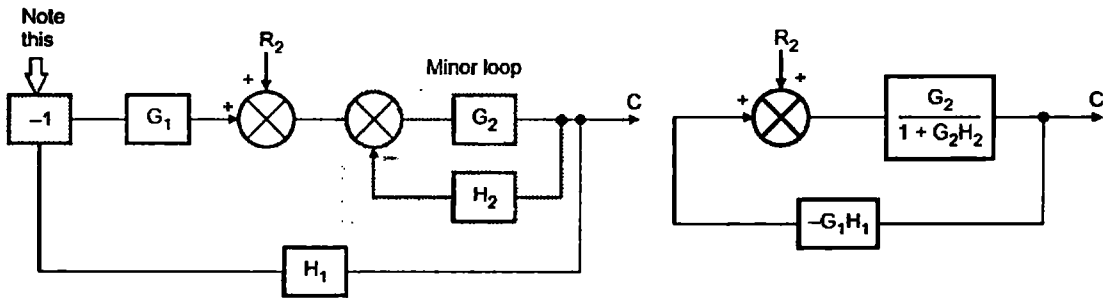 Note
this
R2
Minor loop
+
+
−1
G1
G2
C
−
H2
H1
R2
+
+
G2
1 + G2H2
C
−G1H1